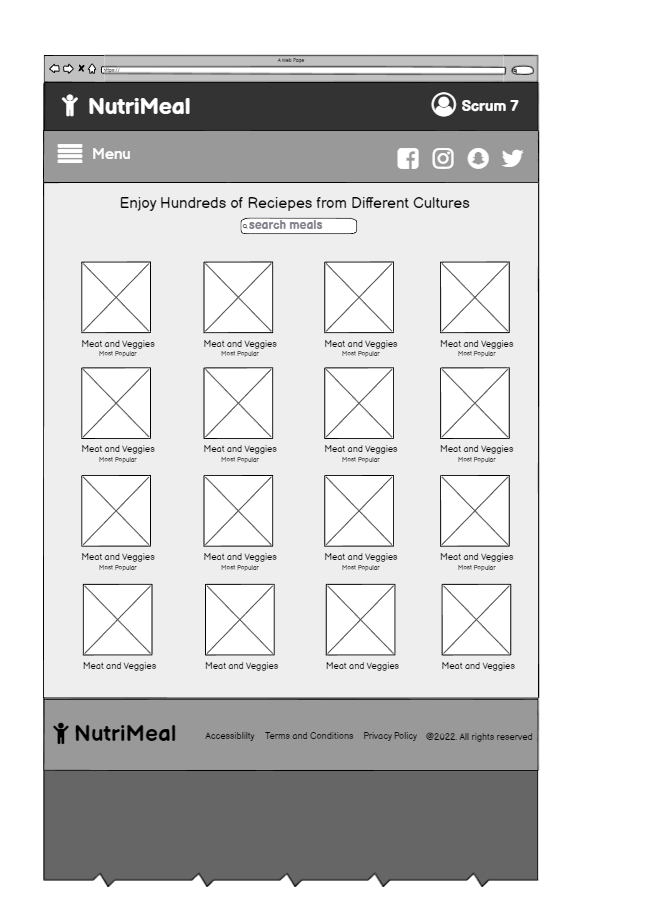 A Web Page
https://
NutriMeal
Scrum 7
Menu
Enjoy Hundreds of Reciepes from Different Cultures
search meals
Meat and Veggies Meat and Veggies Meat and Veggies Meat and Veggies
Most Popular Most Popular Most Popular Most Popular
Meat and Veggies Meat and Veggies Meat and Veggies Meat and Veggies
Most Popular Most Popular Most Popular Most Popular
Meat and Veggies Meat and Veggies Meat and Veggies Meat and Veggies
Most Popular Most Popular Most Popular Most Popular
Meat and Veggies Meat and Veggies Meat and Veggies Meat and Veggies
NutriMeal Accessiblilty Terms and Conditions Privacy Policy @2022. All rights reserved